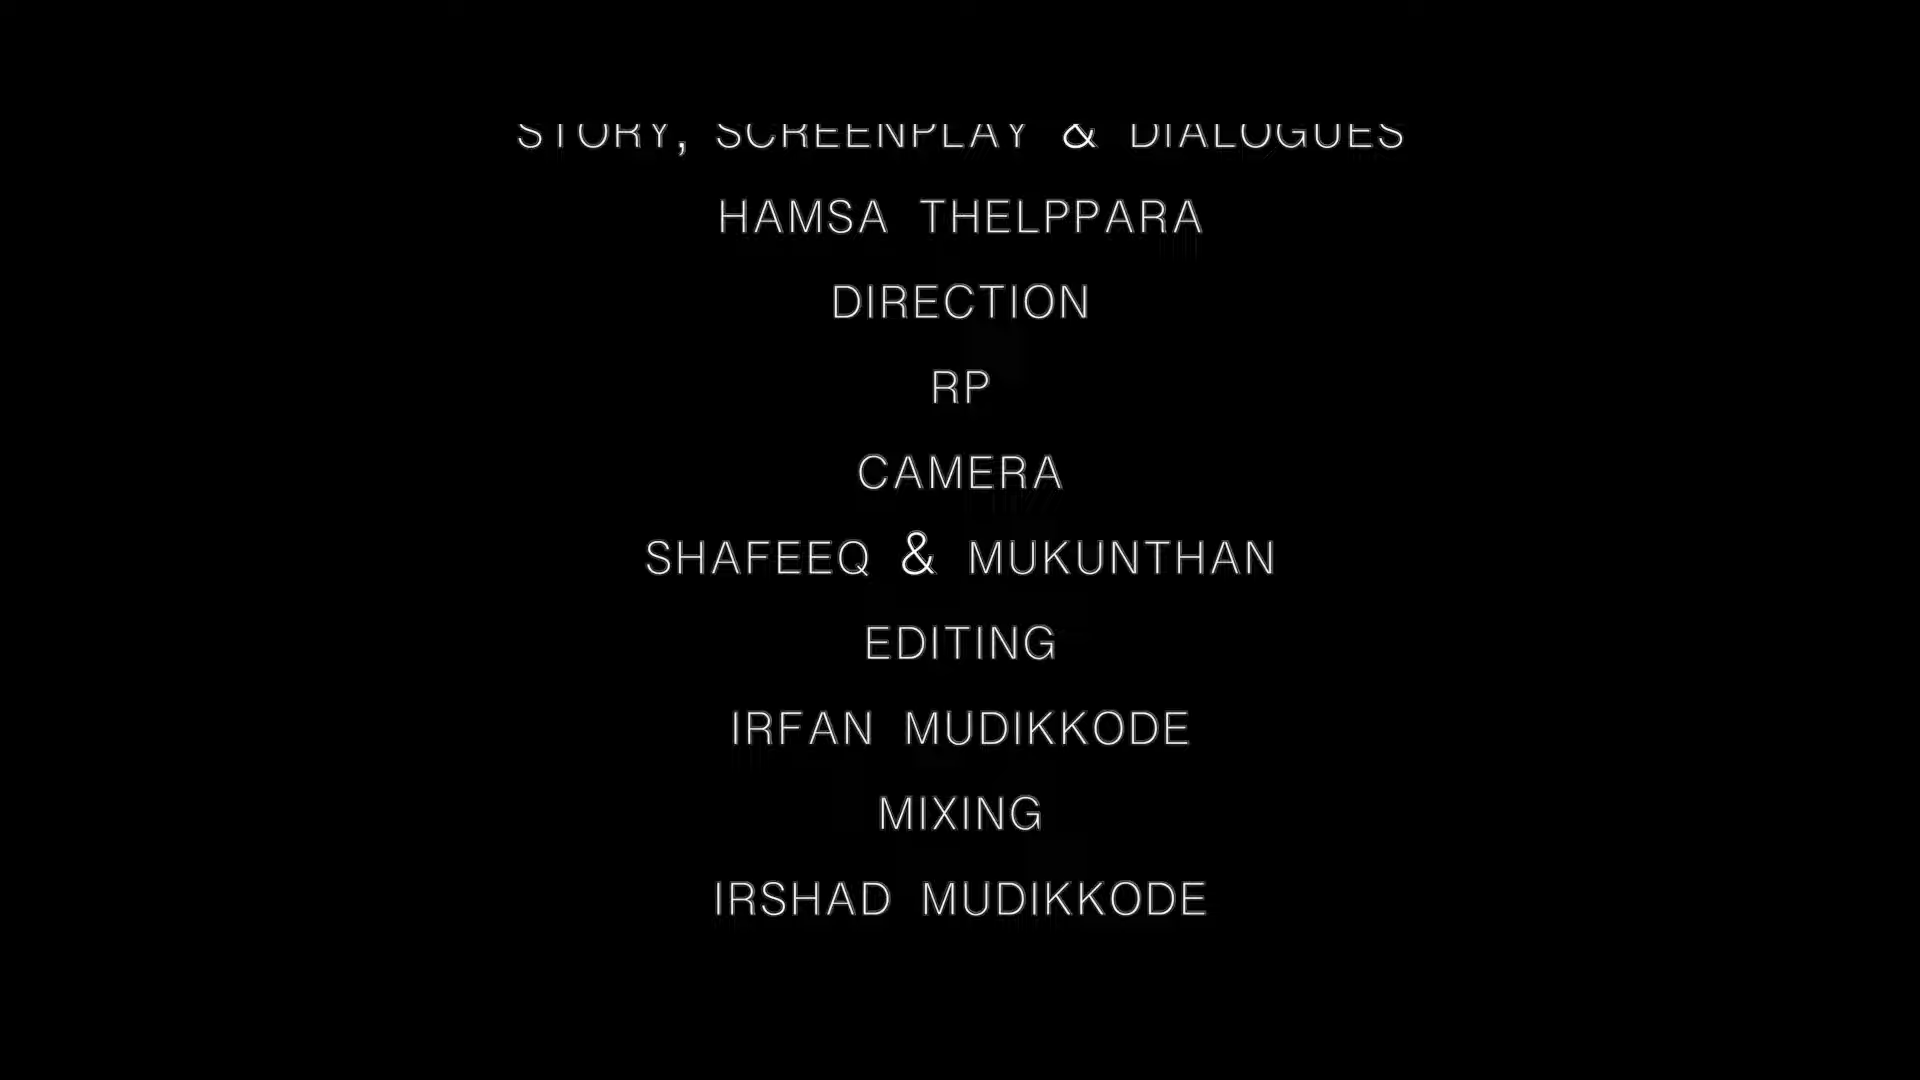 STORY, SCREENPLAY & DIALOGUES
HAMSA THELPPARA
DIRECTION
RP
CAMERA
SHAFEEQ & MUKUNTHAN
EDITING
IRFAN MUDIKKODE
MIXING
IRSHAD MUDIKKODE